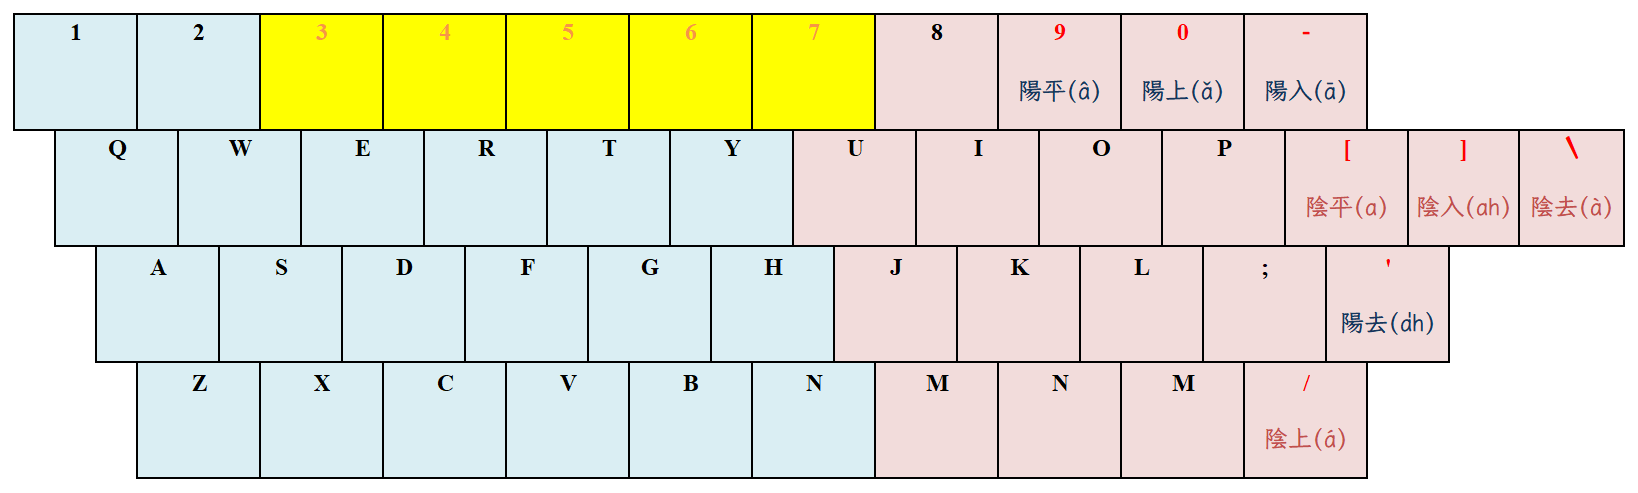 1 2 3 4 5 6 7 8 9 0 -
陽平(â) 陽上(ǎ) 陽入(ā)
Q W E R T Y U I O P [ ] \
陰平(a) 陰入(ah) 陰去(à)
A S D F G H J K L ; '
陽去(a̍h)
Z X C V B N M N M /
陰上(á)